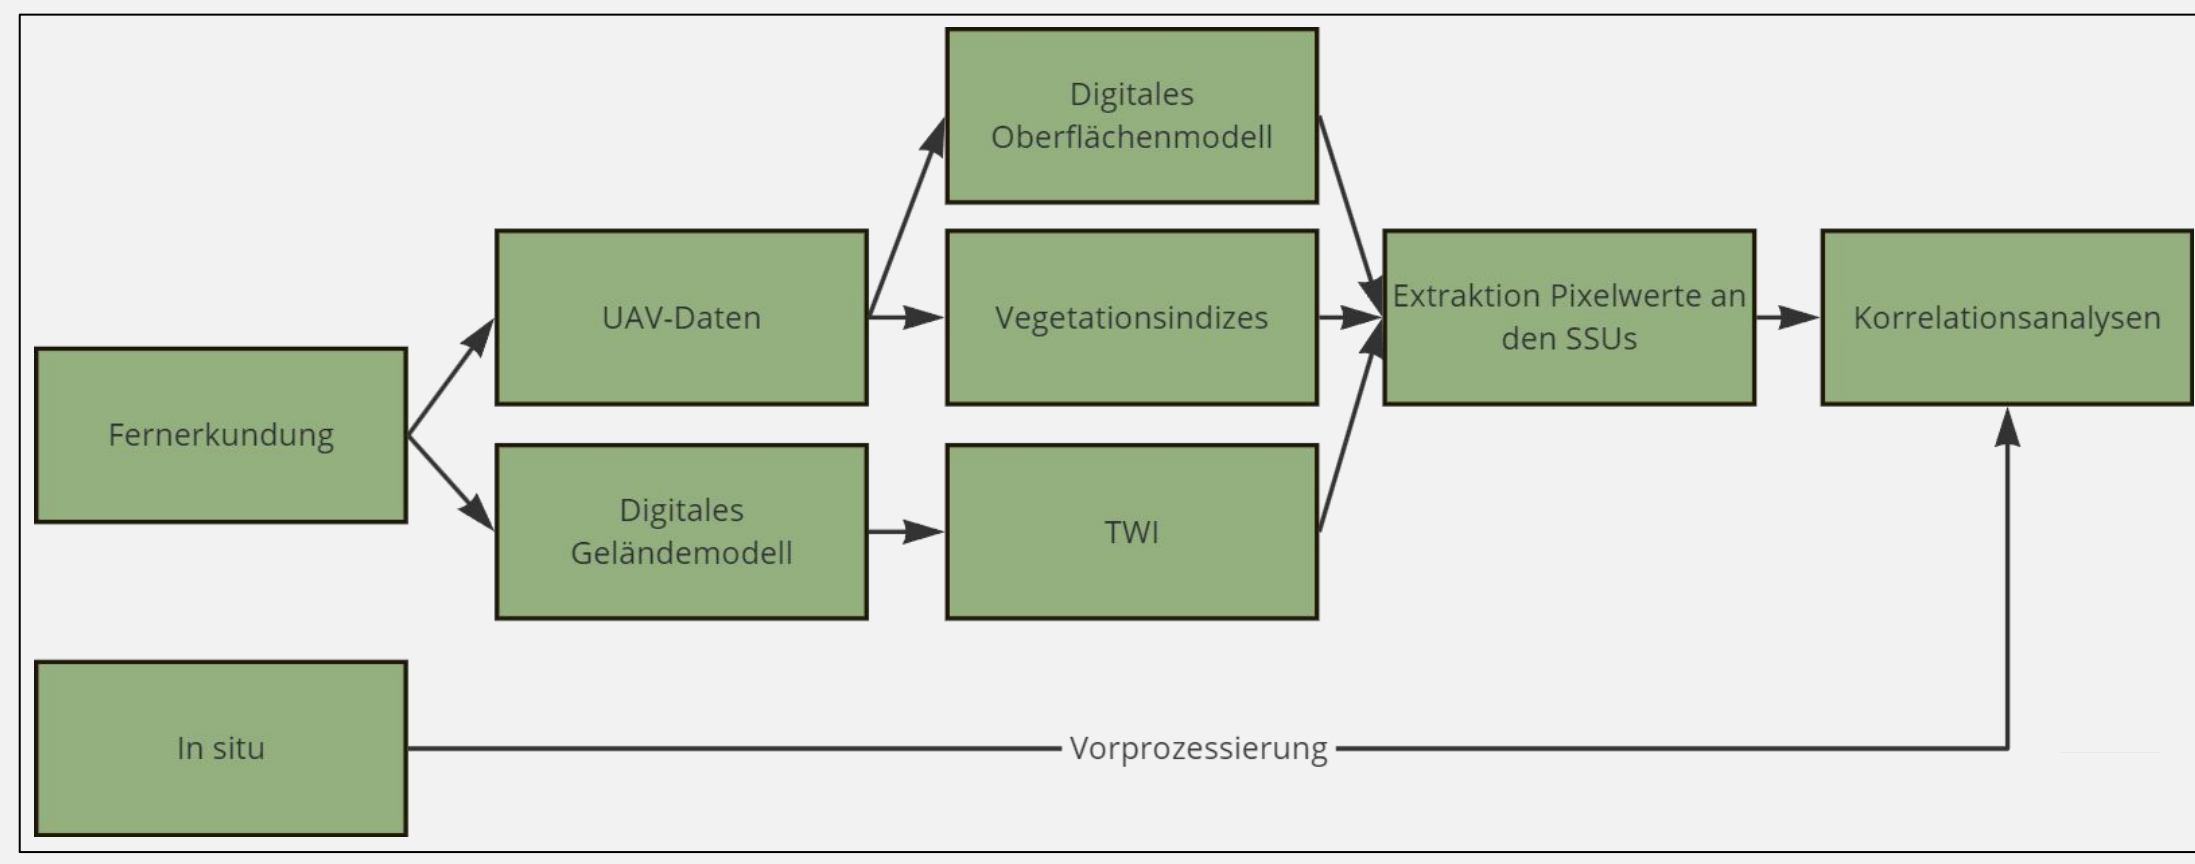 Digitales
Oberflächenmodell
UAV-Daten
Vegetationsindizes
Extraktion Pixelwerte an
den SSUs
Korrelationsanalysen
Fernerkundung
Digitales
Geländemodell
TWI
In situ
Vorprozessierung